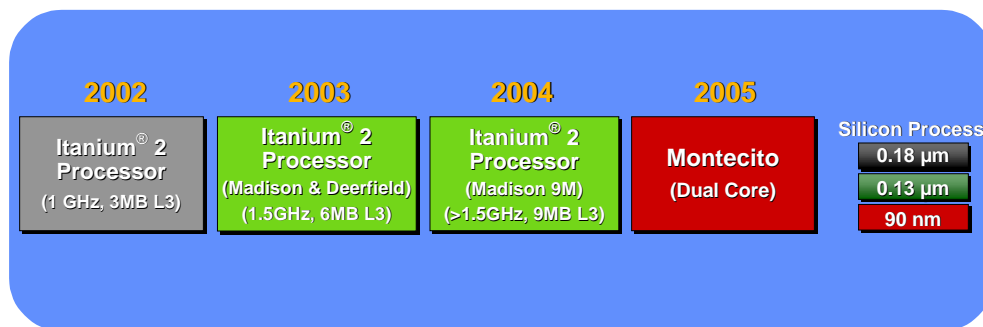 2002
Itanium® 2
Processor
(1 GHz, 3MB L3)
2003
Itanium® 2
Processor
(Madison & Deerfield)
(1.5GHz, 6MB L3)
2004
Itanium® 2
Processor
(Madison 9M)
(>1.5GHz, 9MB L3)
2005
Montecito
(Dual Core)
Silicon Process
0.18 µm
0.13 µm
90 nm